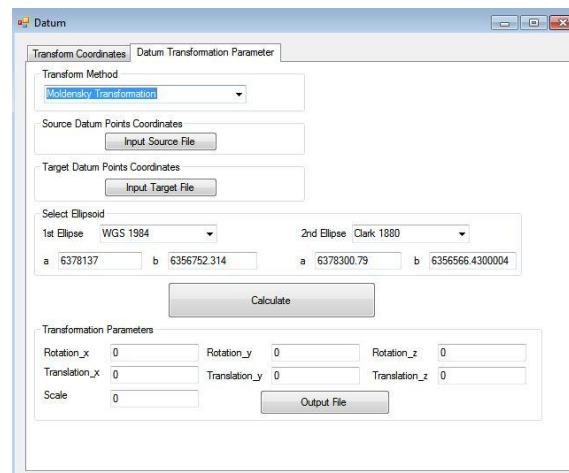 Datum
Transform Coordinates Datum Transformation Parameter
Transform Method
Moldensky Transformation
Source Datum Points Coordinates
Input Source File
Target Datum Points Coordinates
Input Target File
Select Ellipsoid
1st Ellipse WGS 1984 2nd Ellipse Clark 1880
a 6378137 b 6356752.314 a 6378300.79 b 6356566.4300004
Calculate
Transformation Parameters
Rotation_x 0 Rotation_y 0 Rotation_z 0
Translation_x 0 Translation_y 0 Translation_z 0
Scale 0 Output File